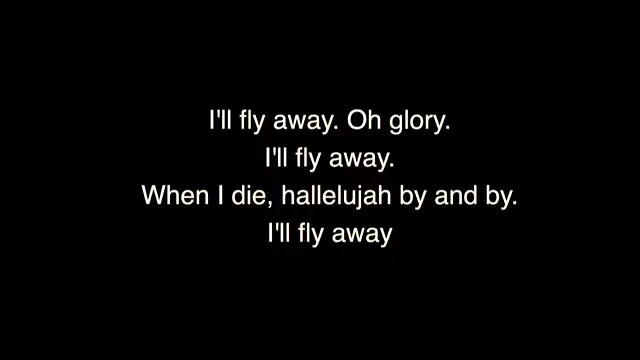 I'll fly away. Oh glory.
I'll fly away.
When I die, hallelujah by and by.
I'll fly away